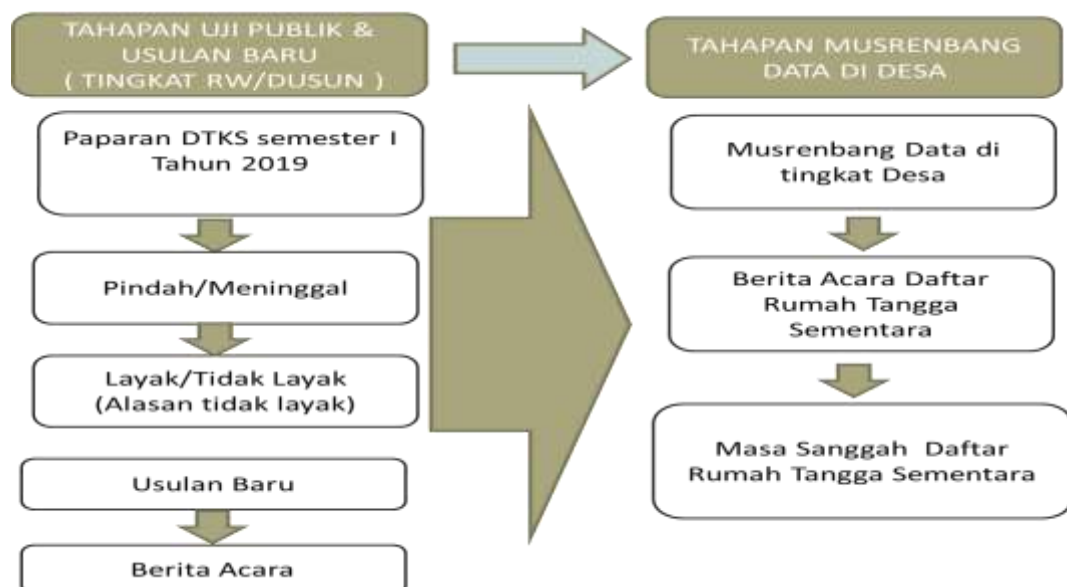 TAHAPAN UJI PUBLIK &
USULAN BARU
( TINGKAT RW/DUSUN )
Paparan DTKS semester I
Tahun 2019
Pindah/Meninggal
Layak/Tidak Layak
(Alasan tidak layak)
Usulan Baru
Berita Acara
TAHAPAN MUSRENBANG
DATA DI DESA
Musrenbang Data di
tingkat Desa
Berita Acara Daftar
Rumah Tangga
Sementara
Masa Sanggah Daftar
Rumah Tangga Sementara